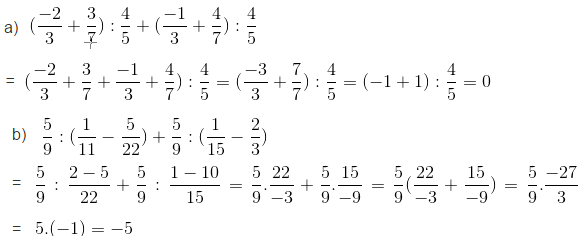 a) (\frac{-2}{3} + \frac{3}{7}) : \frac{4}{5} + (\frac{-1}{3} + \frac{4}{7}) : \frac{4}{5}
= (\frac{-2}{3} + \frac{3}{7} + \frac{-1}{3} + \frac{4}{7}) : \frac{4}{5} = (\frac{-3}{3} + \frac{7}{7}) : \frac{4}{5} = (-1 + 1) : \frac{4}{5} = 0
b) \frac{5}{9} : (\frac{1}{11} - \frac{5}{22}) + \frac{5}{9} : (\frac{1}{15} - \frac{2}{3})
= \frac{5}{9} : \frac{2-5}{22} + \frac{5}{9} : \frac{1-10}{15} = \frac{5}{9}.\frac{22}{-3} + \frac{5}{9}.\frac{15}{-9} = \frac{5}{9}(\frac{22}{-3} + \frac{15}{-9}) = \frac{5}{9}.\frac{-27}{3}
= 5.(-1) = -5